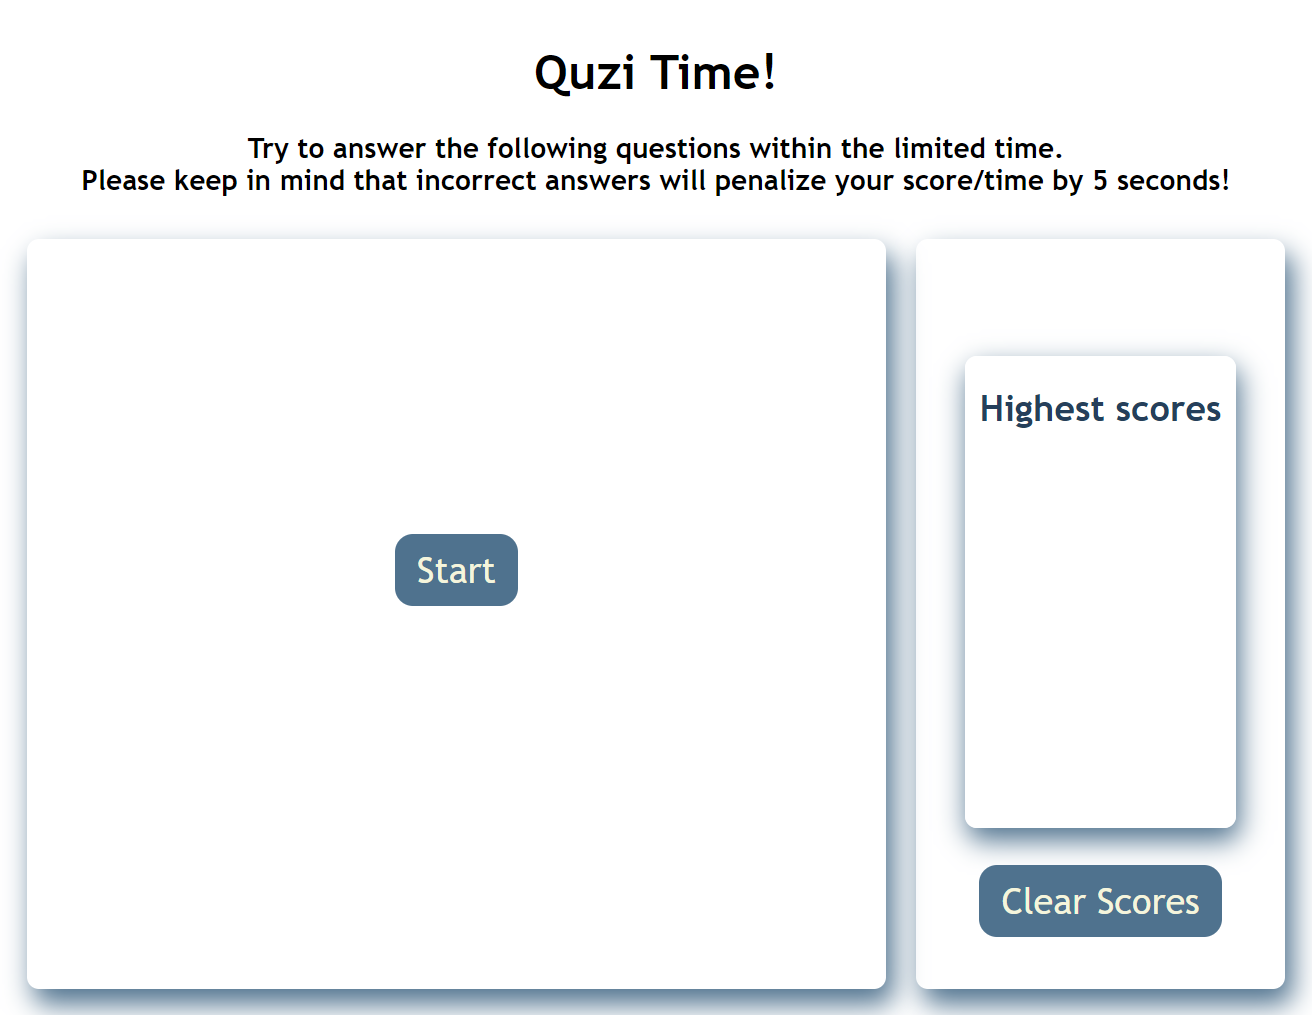 Quzi Time!
Try to answer the following questions within the limited time.
Please keep in mind that incorrect answers will penalize your score/time by 5 seconds!
Start
Highest scores
Clear Scores